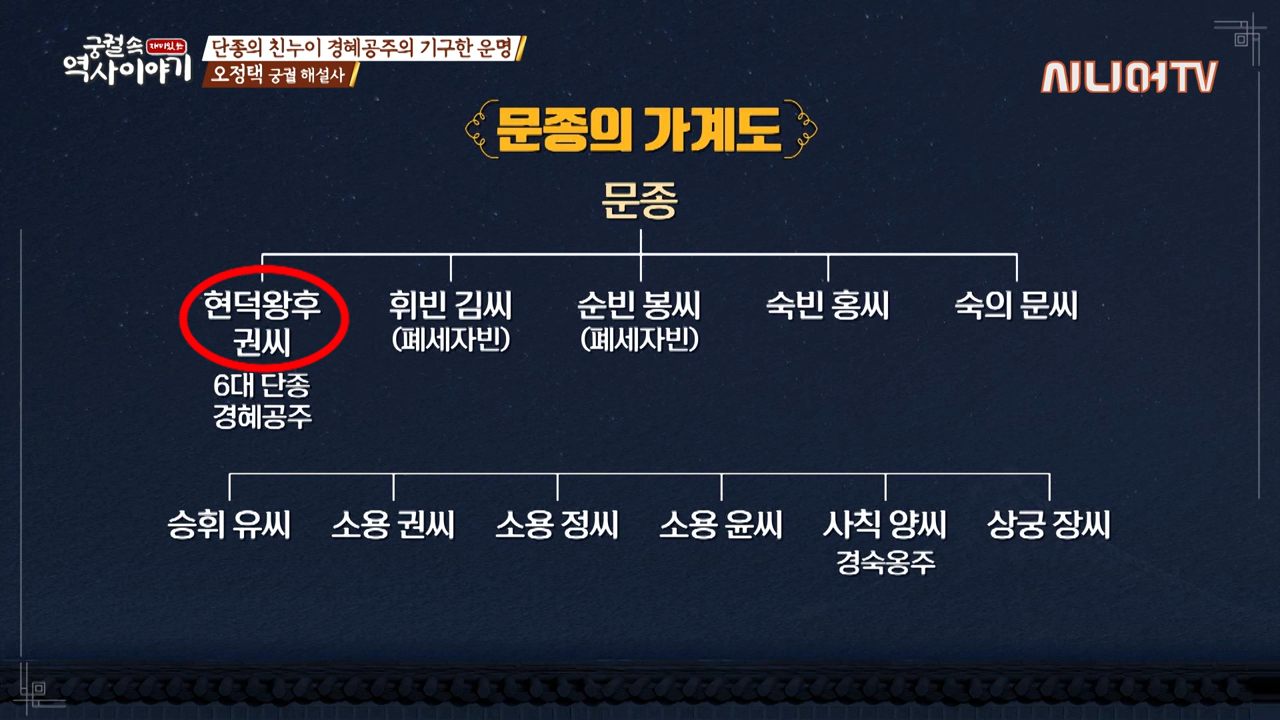 궁궐 속 재미있는
역사이야기
단종의 친누이 경혜공주의 기구한 운명
오정택 궁궐 해설사
시니어TV
문종의 가계도
문종
현덕왕후
권씨
6대 단종
경혜공주
휘빈 김씨
(폐세자빈)
순빈 봉씨
(폐세자빈)
숙빈 홍씨
숙의 문씨
승휘 유씨
소용 권씨
소용 정씨
소용 윤씨
사칙 양씨
경숙옹주
상궁 장씨